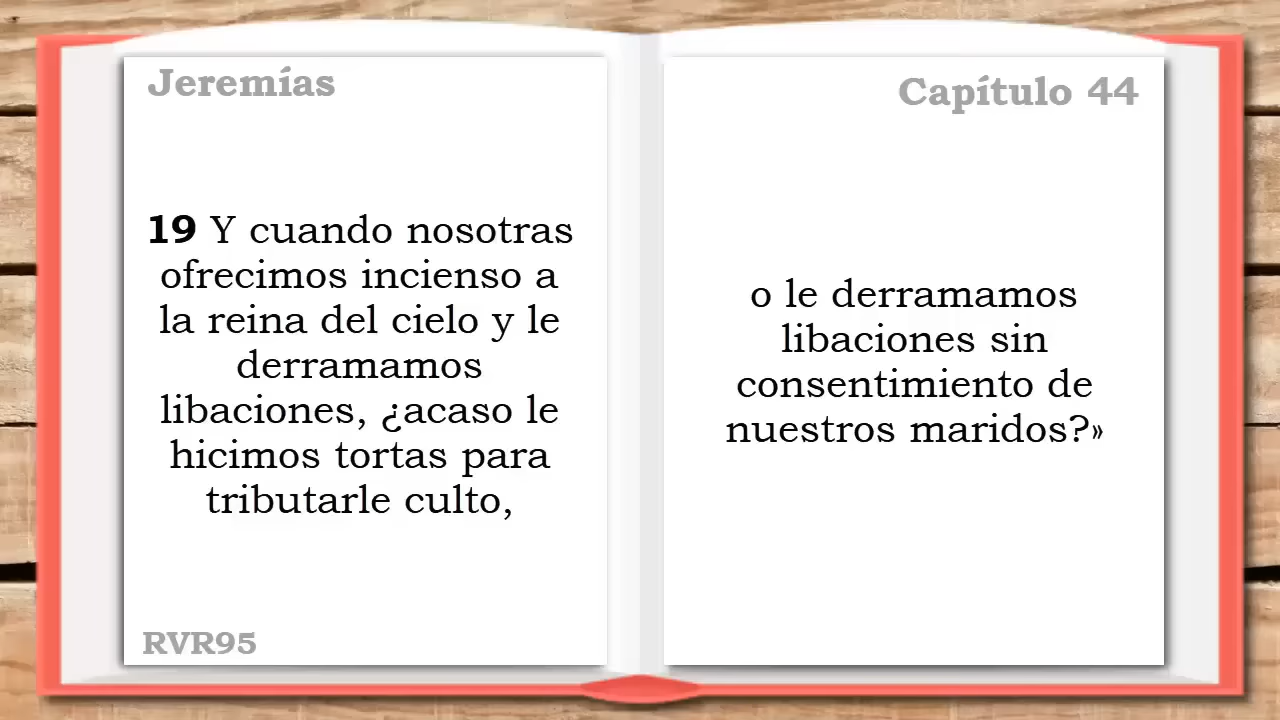 Jeremías
19 Y cuando nosotras
ofrecimos incienso a
la reina del cielo y le
derramamos
libaciones, ¿acaso le
hicimos tortas para
tributarle culto,
RVR95
Capítulo 44
o le derramamos
libaciones sin
consentimiento de
nuestros maridos?»